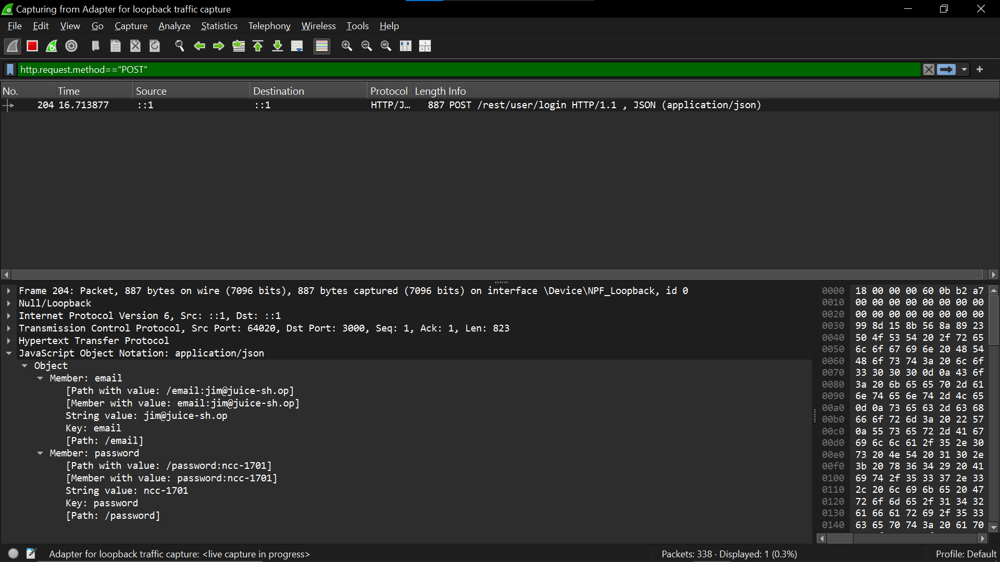 Capturing from Adapter for loopback traffic capture
File Edit View Go Capture Analyze Statistics Telephony Wireless Tools Help
http.request.method=="POST"
No. Time Source Destination Protocol Length Info
204 16.713877 ::1 ::1 HTTP/J… 887 POST /rest/user/login HTTP/1.1 , JSON (application/json)
Frame 204: Packet, 887 bytes on wire (7096 bits), 887 bytes captured (7096 bits) on interface \Device\NPF_Loopback, id 0
Null/Loopback
Internet Protocol Version 6, Src: ::1, Dst: ::1
Transmission Control Protocol, Src Port: 64020, Dst Port: 3000, Seq: 1, Ack: 1, Len: 823
Hypertext Transfer Protocol
JavaScript Object Notation: application/json
Object
Member: email
[Path with value: /email:jim@juice-sh.op]
[Member with value: email:jim@juice-sh.op]
String value: jim@juice-sh.op
Key: email
[Path: /email]
Member: password
[Path with value: /password:ncc-1701]
[Member with value: password:ncc-1701]
String value: ncc-1701
Key: password
[Path: /password]
0000 18 00 00 00 60 0b b2 a7
0010 00 00 00 00 00 00 00 00
0020 00 00 00 00 00 00 00 00
0030 99 8d 15 8b 56 8a 89 23
0040 50 4f 53 54 20 2f 72 65
0050 6c 6f 67 69 6e 20 48 54
0060 48 6f 73 74 3a 20 6c 6f
0070 33 30 30 30 0d 0a 43 6f
0080 3a 20 6b 65 65 70 2d 61
0090 6e 74 65 6e 74 2d 4c 65
00a0 0d 0a 73 65 63 2d 63 68
00b0 66 6f 72 6d 3a 20 22 57
00c0 0a 55 73 65 72 2d 41 67
00d0 69 6c 6c 61 2f 35 2e 30
00e0 73 20 4e 54 20 31 30 2e
00f0 3b 20 78 36 34 29 20 41
0100 69 74 2f 35 33 37 2e 33
0110 2c 20 6c 69 6b 65 20 47
0120 72 6f 6d 65 2f 31 34 32
0130 61 66 61 72 69 2f 35 33
0140 63 65 70 74 3a 20 61 70
Adapter for loopback traffic capture: <live capture in progress>
Packets: 338 · Displayed: 1 (0.3%)
Profile: Default